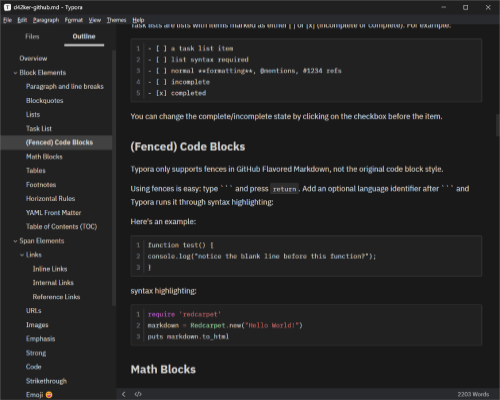 d42ker-github.md - Typora
File Edit Paragraph Format View Themes Help
Files Outline
Overview
Block Elements
Paragraph and line breaks
Blockquotes
Lists
Task List
(Fenced) Code Blocks
Math Blocks
Tables
Footnotes
Horizontal Rules
YAML Front Matter
Table of Contents (TOC)
Span Elements
Links
Inline Links
Internal Links
Reference Links
URLs
Images
Emphasis
Strong
Code
Strikethrough
Emoji 😍
Task lists are lists with items marked as either [ ] or [x] (incomplete or complete). For example:
1 - [ ] a task list item
2 - [ ] list syntax required
3 - [ ] normal **formatting**, @mentions, #1234 refs
4 - [ ] incomplete
5 - [x] completed
You can change the complete/incomplete state by clicking on the checkbox before the item.
(Fenced) Code Blocks
Typora only supports fences in GitHub Flavored Markdown, not the original code block style.
Using fences is easy: type ``` and press return. Add an optional language identifier after ``` and
Typora runs it through syntax highlighting:
Here's an example:
1 function test() {
2 console.log("notice the blank line before this function?");
3 }
syntax highlighting:
1 require 'redcarpet'
2 markdown = Redcarpet.new("Hello World!")
3 puts markdown.to_html
Math Blocks
2203 Words